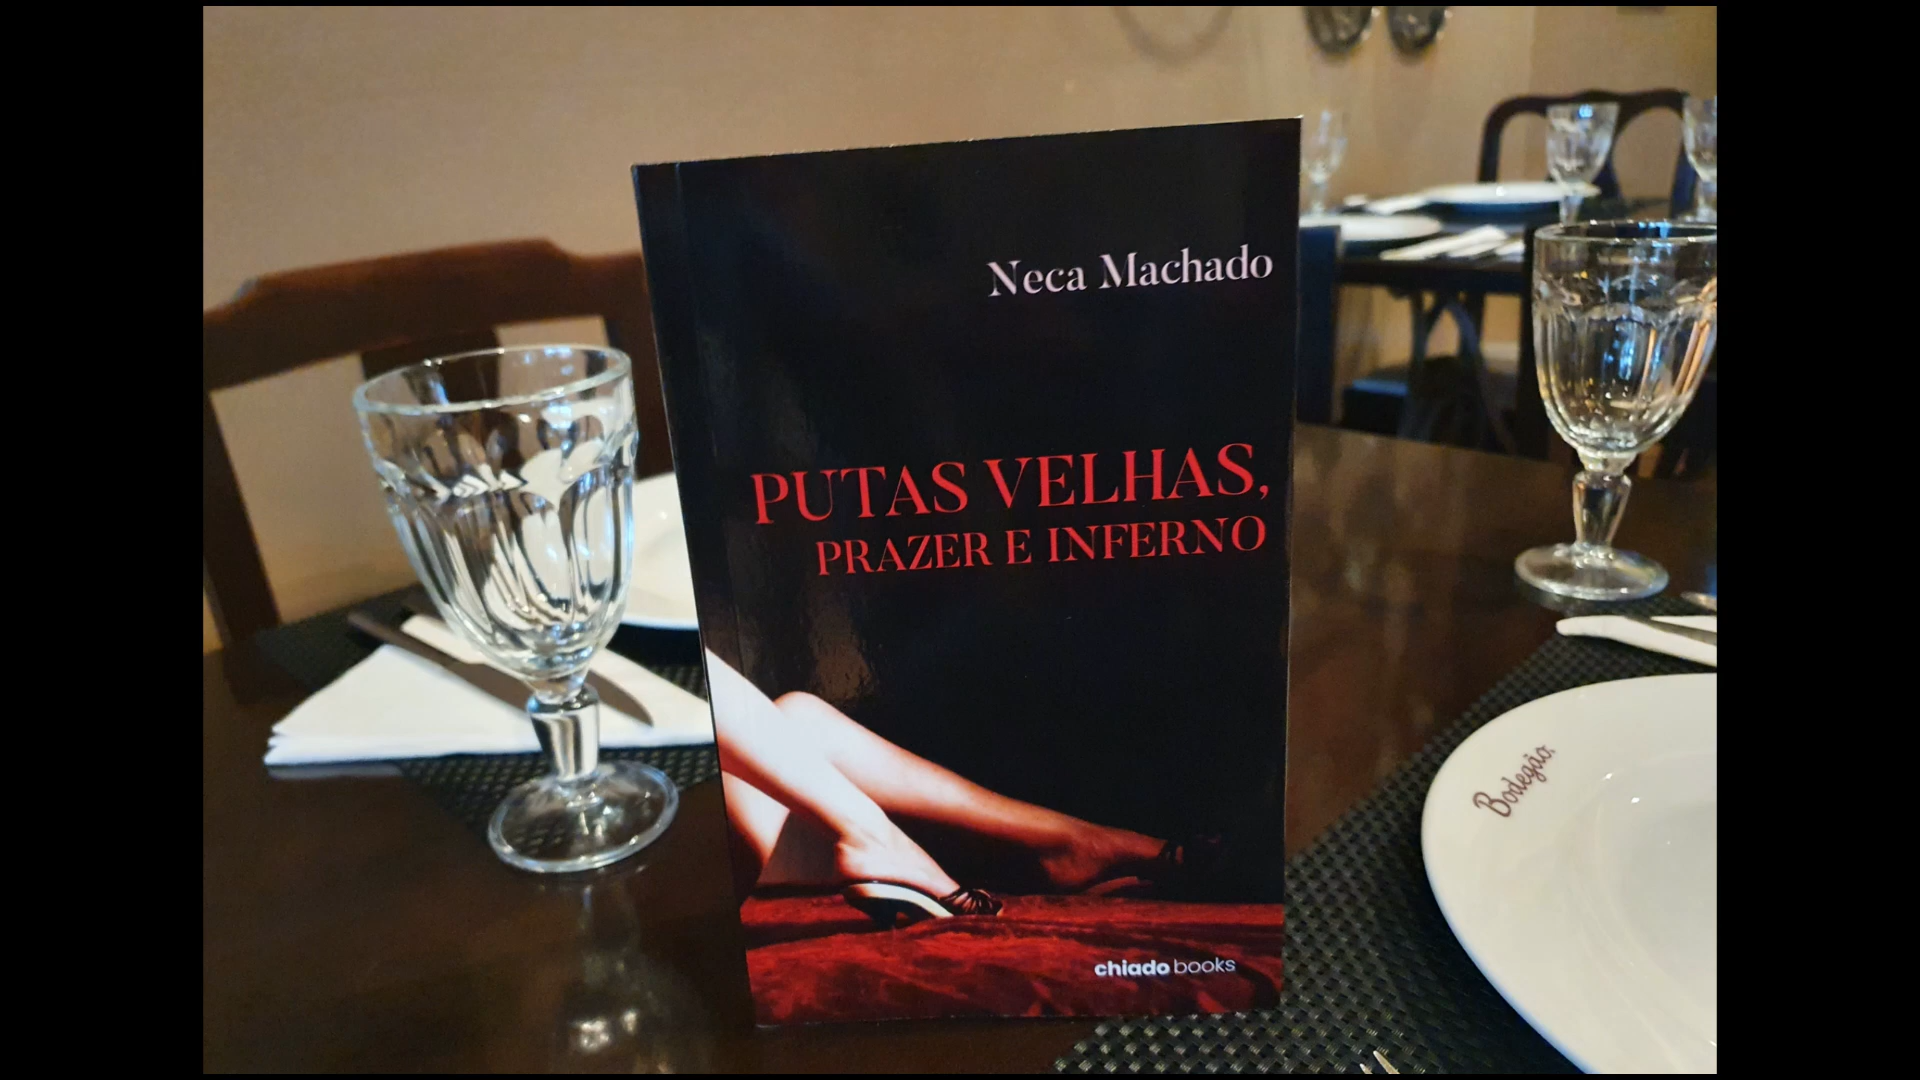 Neca Machado
PUTAS VELHAS,
PRAZER E INFERNO
chiado books
Bodegão